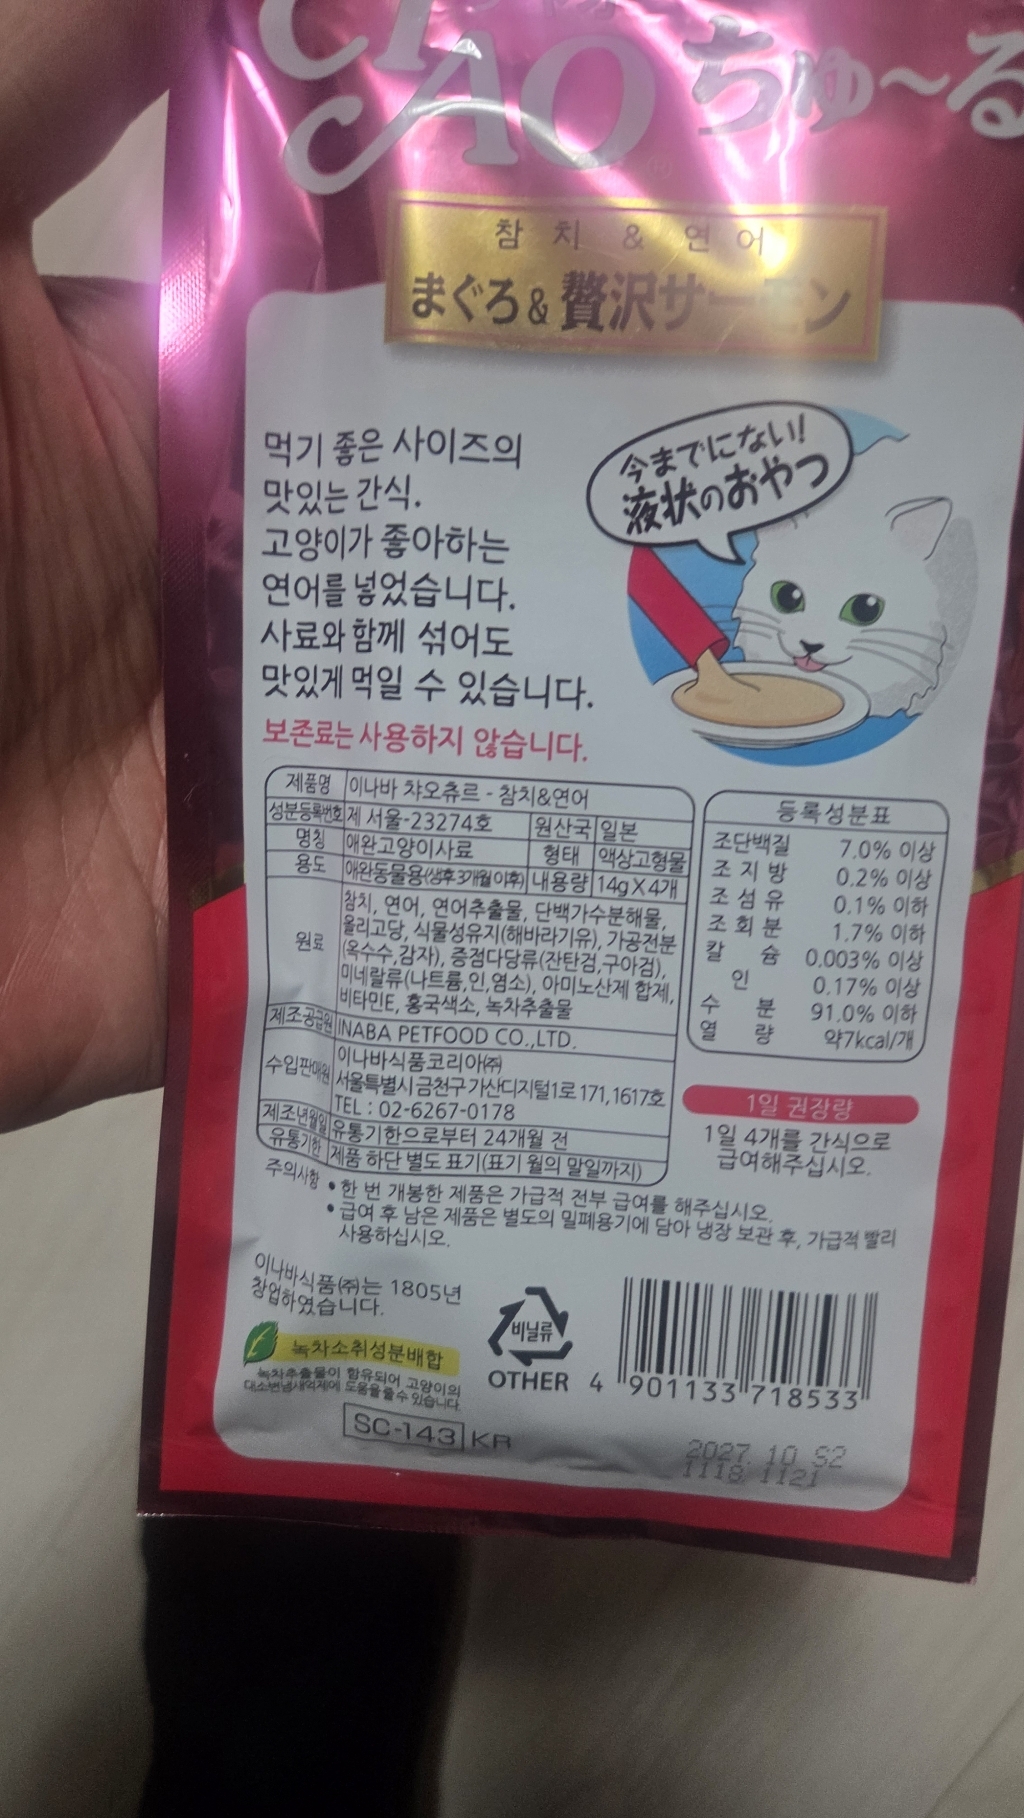 CIAO ちゅ~る
참 치 & 연 어
まぐろ&贅沢サーモン
먹기 좋은 사이즈의
맛있는 간식.
고양이가 좋아하는
연어를 넣었습니다.
사료와 함께 섞어도
맛있게 먹일 수 있습니다.
보존료는 사용하지 않습니다.
今までにない!
液状のおやつ
제품명 이나바 챠오츄르 - 참치&연어
성분등록번호 제 서울-23274호 원산국 일본
명칭 애완고양이사료 형태 액상고형물
용도 애완동물용(생후3개월이후) 내용량 14gX4개
원료 참치, 연어, 연어추출물, 단백가수분해물,
올리고당, 식물성유지(해바라기유), 가공전분
(옥수수,감자), 증점다당류(잔탄검,구아검),
미네랄류(나트륨,인,염소), 아미노산제 합제,
비타민E, 홍국색소, 녹차추출물
제조공급원 INABA PETFOOD CO.,LTD.
수입판매원 이나바식품코리아㈜
서울특별시 금천구 가산디지털1로 171, 1617호
TEL : 02-6267-0178
제조년월일 유통기한으로부터 24개월 전
유통기한 제품 하단 별도 표기(표기 월의 말일까지)
등록성분표
조단백질 7.0% 이상
조 지 방 0.2% 이상
조 섬 유 0.1% 이하
조 회 분 1.7% 이하
칼 슘 0.003% 이상
인 0.17% 이상
수 분 91.0% 이하
열 량 약7kcal/개
1일 권장량
1일 4개를 간식으로
급여해주십시오.
주의사항 • 한 번 개봉한 제품은 가급적 전부 급여를 해주십시오.
• 급여 후 남은 제품은 별도의 밀폐용기에 담아 냉장 보관 후, 가급적 빨리
사용하십시오.
이나바식품㈜는 1805년
창업하였습니다.
녹차소취성분배합
녹차추출물이 함유되어 고양이의
대소변냄새억제에 도움을 줄 수 있습니다.
SC-143 KR
비닐류
OTHER
4 901133 718533
2027. 10 S2
1118 1121